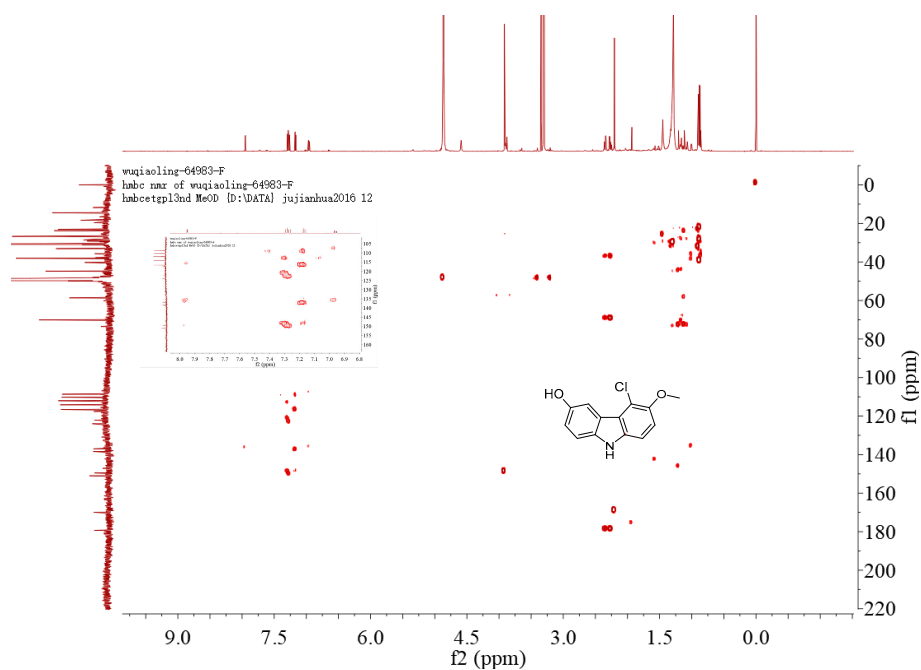 wuqiaoling-64983-F
hmbc nmr of wuqiaoling-64983-F
hmbcetgpl3nd MeOD {D:\DATA} jujianhua2016 12
0
20
40
60
80
100
120
140
160
180
200
220
f1 (ppm)
105
110
115
120
125
130
135
140
145
150
155
160
f1 (ppm)
8.0 7.9 7.8 7.7 7.6 7.5 7.4 7.3 7.2 7.1 7.0 6.9 6.8
f2 (ppm)
Cl
HO
O
N
H
9.0 7.5 6.0 4.5 3.0 1.5 0.0
f2 (ppm)